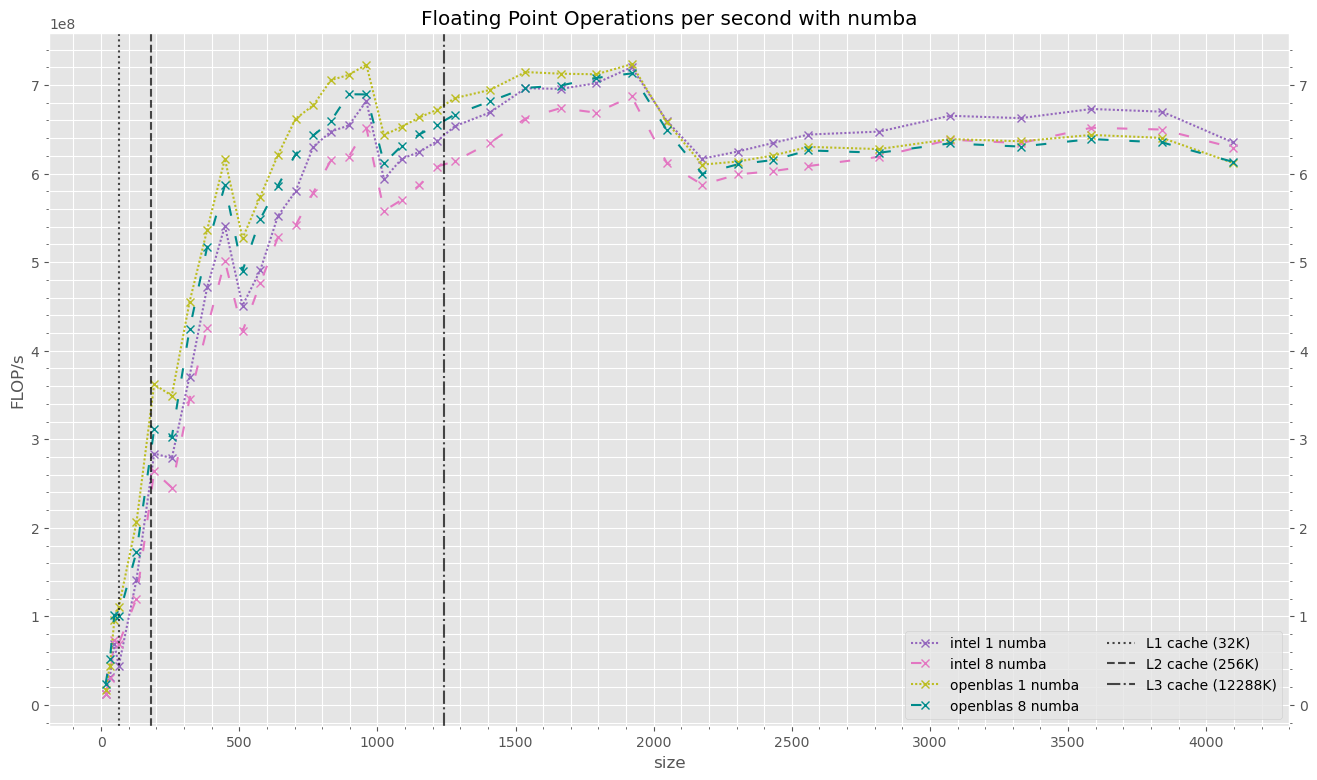 Floating Point Operations per second with numba
1e8
7
6
5
4
3
2
1
0
FLOP/s
7
6
5
4
3
2
1
0
intel 1 numba
intel 8 numba
openblas 1 numba
openblas 8 numba
L1 cache (32K)
L2 cache (256K)
L3 cache (12288K)
0 500 1000 1500 2000 2500 3000 3500 4000
size